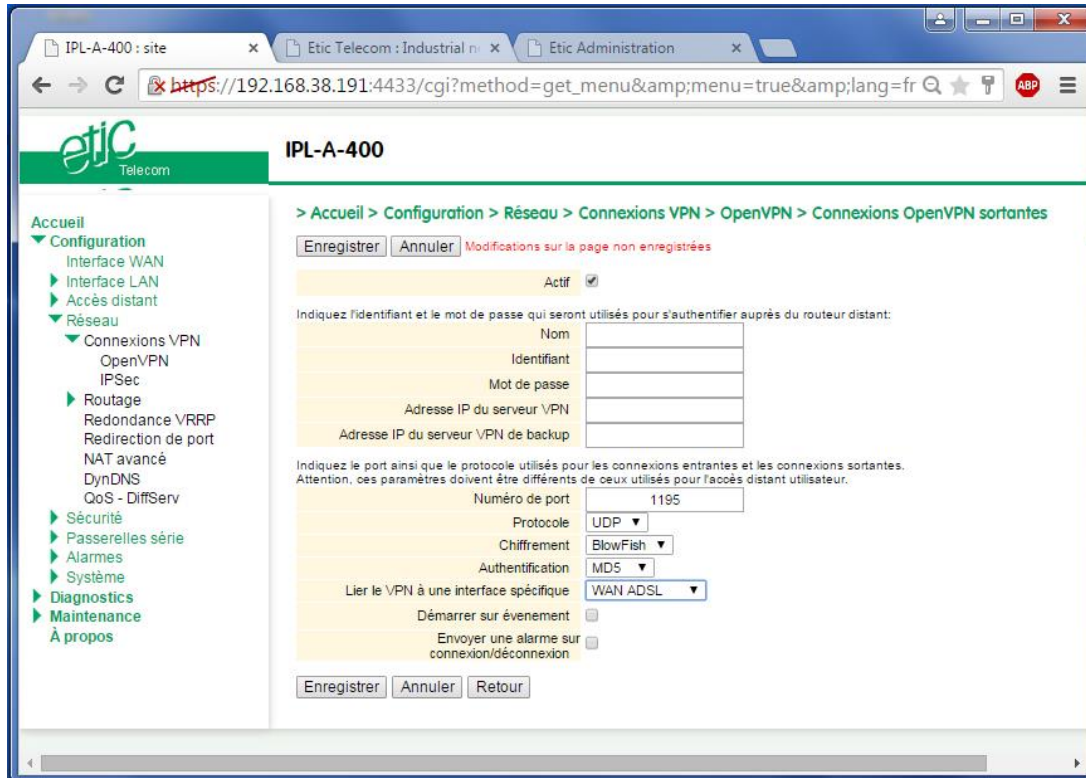 IPL-A-400 : site
Etic Telecom : Industrial n
Etic Administration
https://192.168.38.191:4433/cgi?method=get_menu&amp;menu=true&amp;lang=fr
ABP
etic
Telecom
IPL-A-400
Accueil
Configuration
Interface WAN
Interface LAN
Accès distant
Réseau
Connexions VPN
OpenVPN
IPSec
Routage
Redondance VRRP
Redirection de port
NAT avancé
DynDNS
QoS - DiffServ
Sécurité
Passerelles série
Alarmes
Système
Diagnostics
Maintenance
À propos
> Accueil > Configuration > Réseau > Connexions VPN > OpenVPN > Connexions OpenVPN sortantes
Enregistrer Annuler Modifications sur la page non enregistrées
Actif
Indiquez l'identifiant et le mot de passe qui seront utilisés pour s'authentifier auprès du routeur distant:
Nom
Identifiant
Mot de passe
Adresse IP du serveur VPN
Adresse IP du serveur VPN de backup
Indiquez le port ainsi que le protocole utilisés pour les connexions entrantes et les connexions sortantes.
Attention, ces paramètres doivent être différents de ceux utilisés pour l'accès distant utilisateur.
Numéro de port 1195
Protocole UDP
Chiffrement BlowFish
Authentification MD5
Lier le VPN à une interface spécifique WAN ADSL
Démarrer sur évenement
Envoyer une alarme sur
connexion/déconnexion
Enregistrer Annuler Retour